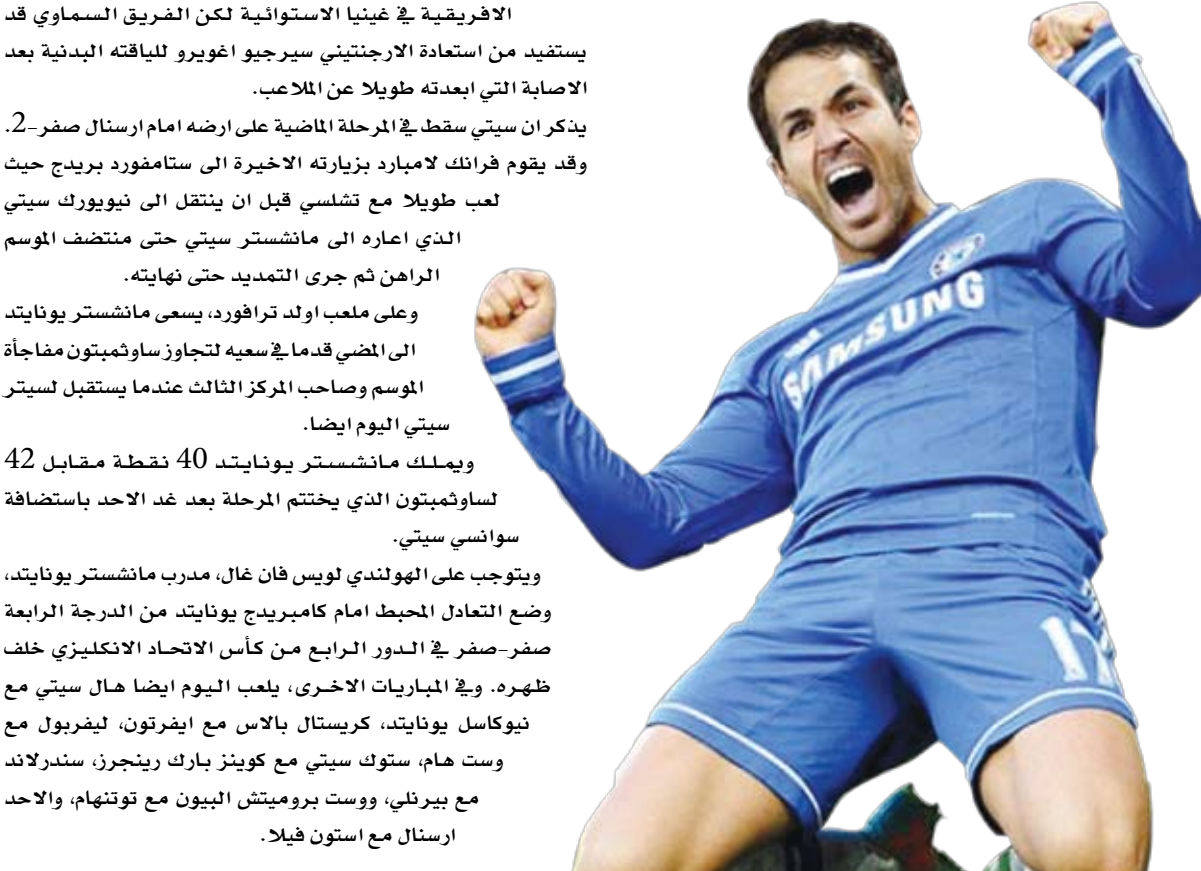 الافريقية في غينيا الاستوائية لكن الفريق السماوي قد
يستفيد من استعادة الارجنتيني سيرجيو اغويرو للياقته البدنية بعد
الاصابة التي ابعدته طويلا عن الملاعب.
يذكر ان سيتي سقط في المرحلة الماضية على ارضه امام ارسنال صفر-2.
وقد يقوم فرانك لامبارد بزيارته الاخيرة الى ستامفورد بريدج حيث
لعب طويلا مع تشلسي قبل ان ينتقل الى نيويورك سيتي
الذي اعاره الى مانشستر سيتي حتى منتضف الموسم
الراهن ثم جرى التمديد حتى نهايته.
وعلى ملعب اولد ترافورد، يسعى مانشستر يونايتد
الى المضي قدما في سعيه لتجاوز ساوثمبتون مفاجأة
الموسم وصاحب المركز الثالث عندما يستقبل لسيتر
سيتي اليوم ايضا.
ويملك مانشستر يونايتد 40 نقطة مقابل 42
لساوثمبتون الذي يختتم المرحلة بعد غد الاحد باستضافة
سوانسي سيتي.
ويتوجب على الهولندي لويس فان غال، مدرب مانشستر يونايتد،
وضع التعادل المحبط امام كامبريدج يونايتد من الدرجة الرابعة
صفر-صفر في الدور الرابع من كأس الاتحاد الانكليزي خلف
ظهره. وفي المباريات الاخرى، يلعب اليوم ايضا هال سيتي مع
نيوكاسل يونايتد، كريستال بالاس مع ايفرتون، ليفربول مع
وست هام، ستوك سيتي مع كوينز بارك رينجرز، سندرلاند
مع بيرنلي، ووست بروميتش البيون مع توتنهام، والاحد
ارسنال مع استون فيلا.
SAMSUNG